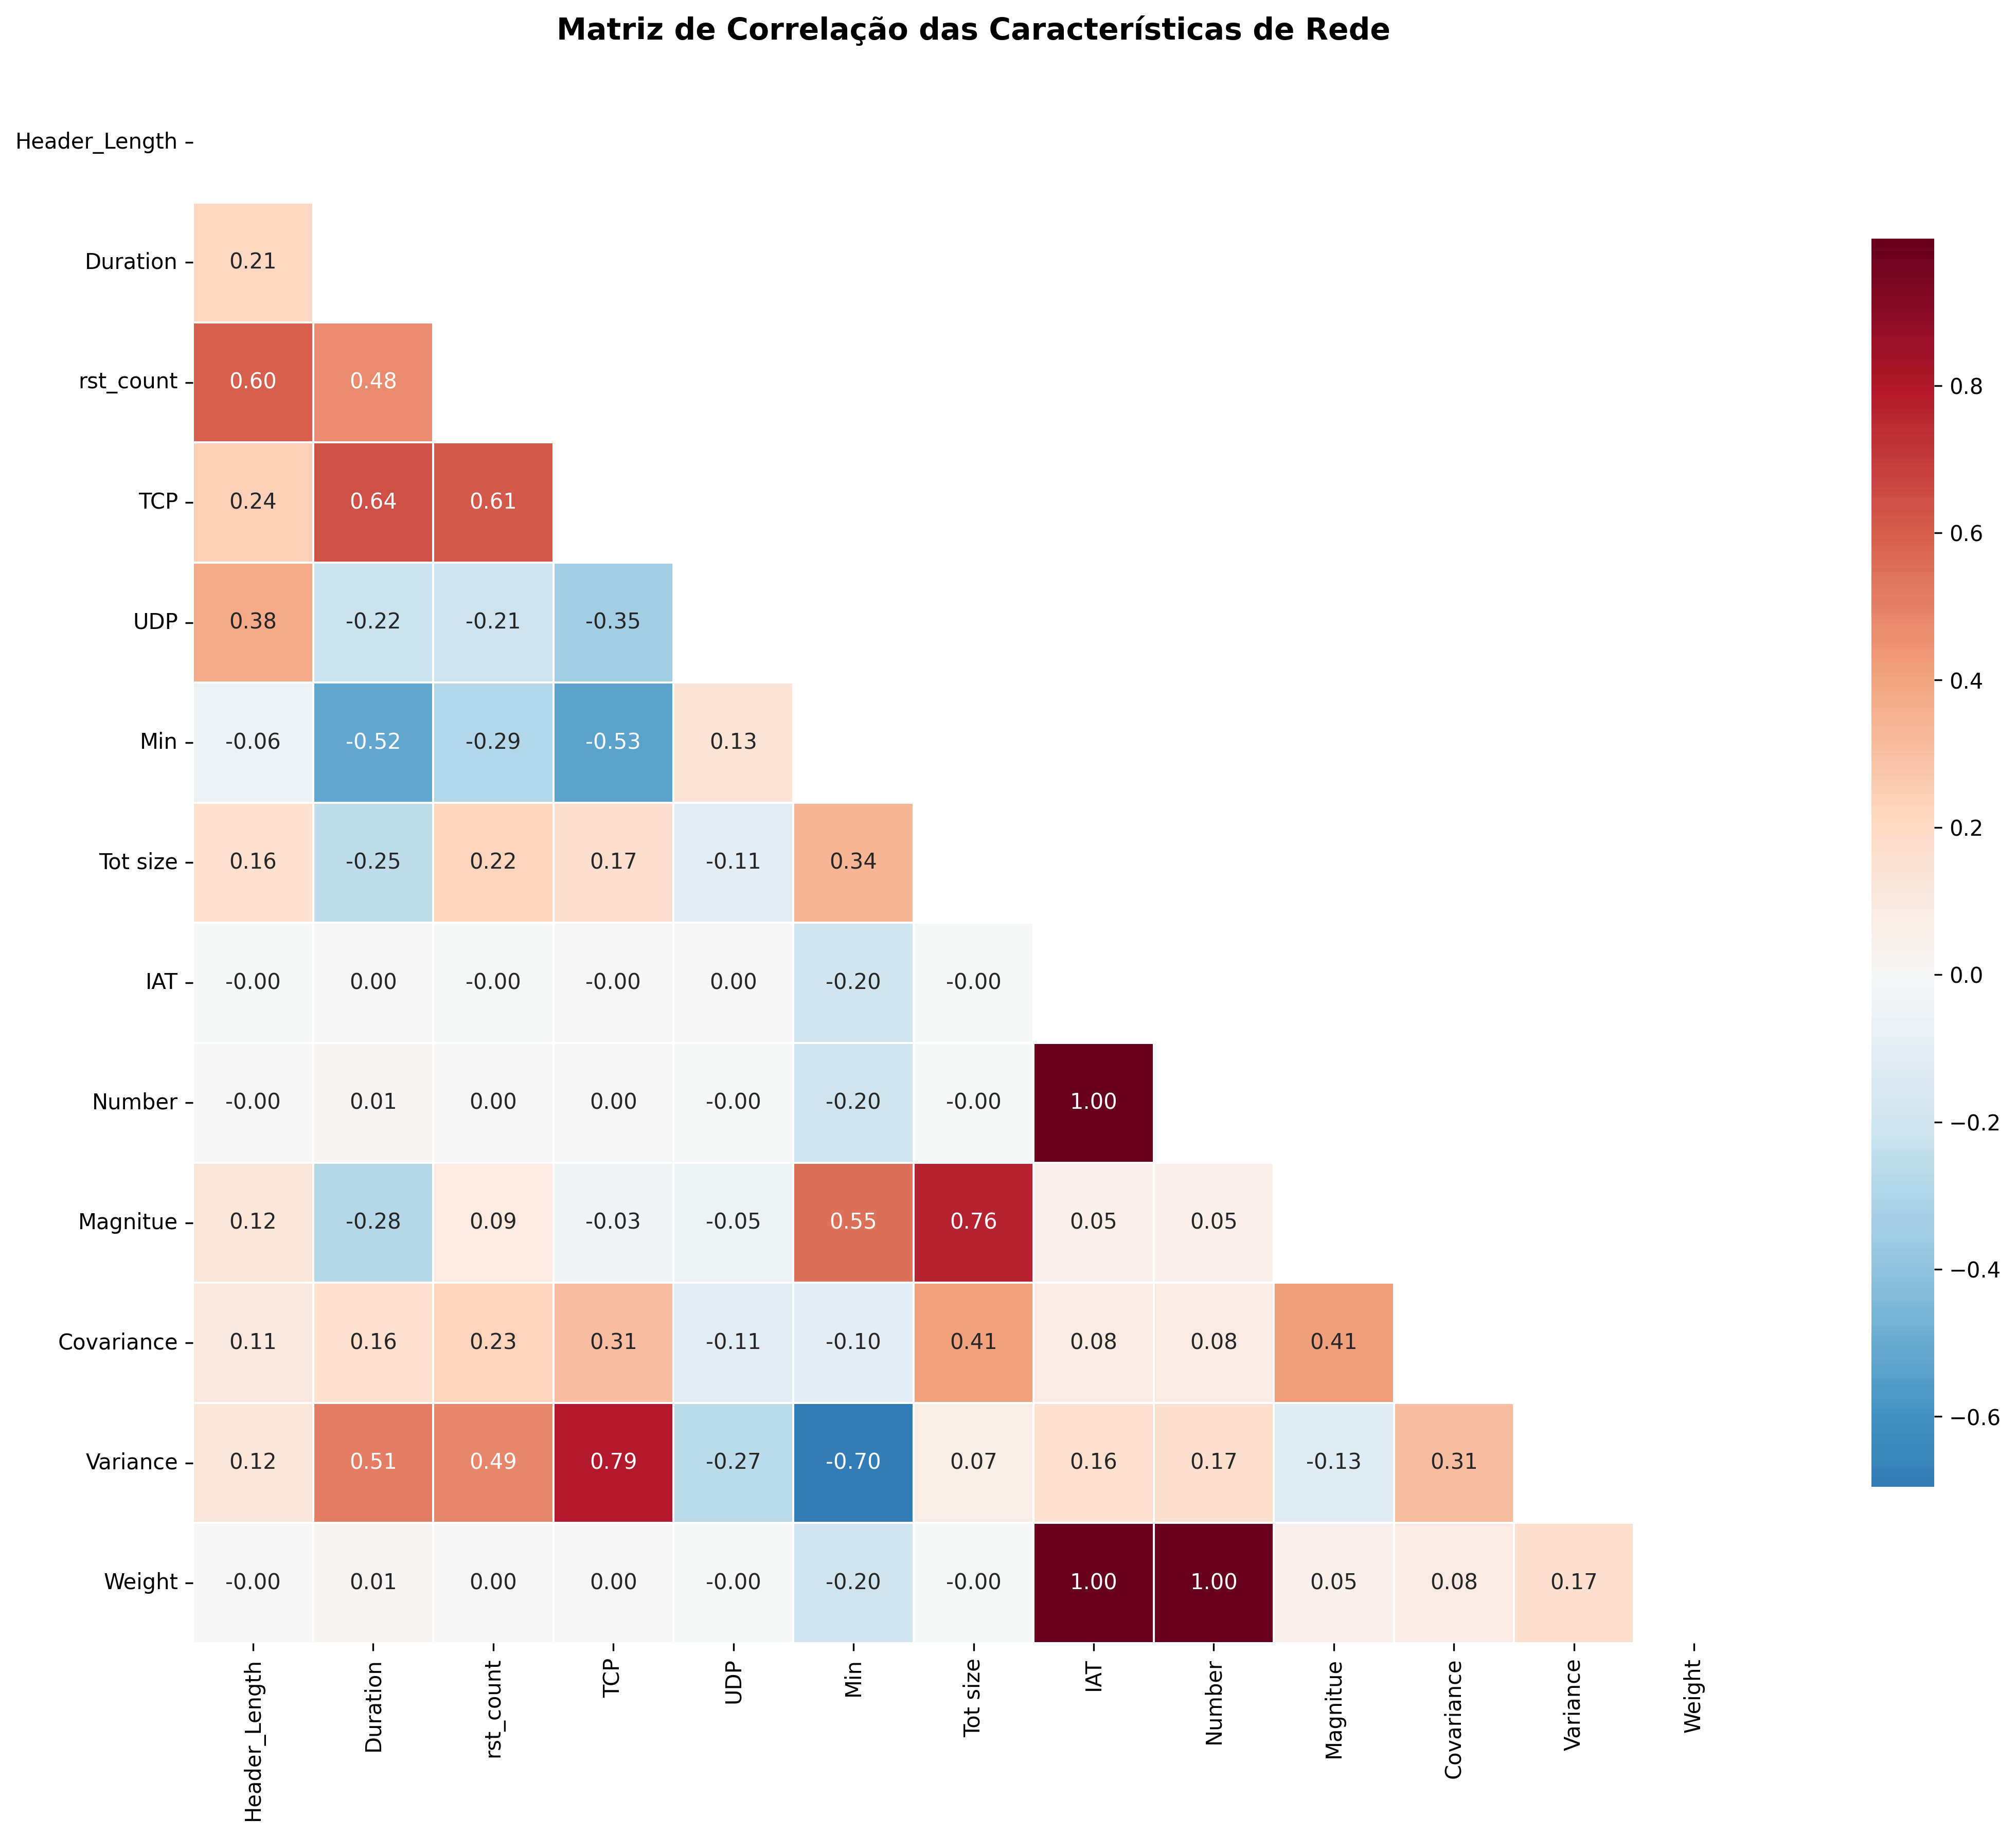 Matriz de Correlação das Características de Rede
Header_Length
Duration 0.21
rst_count 0.60 0.48
TCP 0.24 0.64 0.61
UDP 0.38 -0.22 -0.21 -0.35
Min -0.06 -0.52 -0.29 -0.53 0.13
Tot size 0.16 -0.25 0.22 0.17 -0.11 0.34
IAT -0.00 0.00 -0.00 -0.00 0.00 -0.20 -0.00
Number -0.00 0.01 0.00 0.00 -0.00 -0.20 -0.00 1.00
Magnitue 0.12 -0.28 0.09 -0.03 -0.05 0.55 0.76 0.05 0.05
Covariance 0.11 0.16 0.23 0.31 -0.11 -0.10 0.41 0.08 0.08 0.41
Variance 0.12 0.51 0.49 0.79 -0.27 -0.70 0.07 0.16 0.17 -0.13 0.31
Weight -0.00 0.01 0.00 0.00 -0.00 -0.20 -0.00 1.00 1.00 0.05 0.08 0.17
Header_Length Duration rst_count TCP UDP Min Tot size IAT Number Magnitue Covariance Variance Weight
0.8
0.6
0.4
0.2
0.0
−0.2
−0.4
−0.6